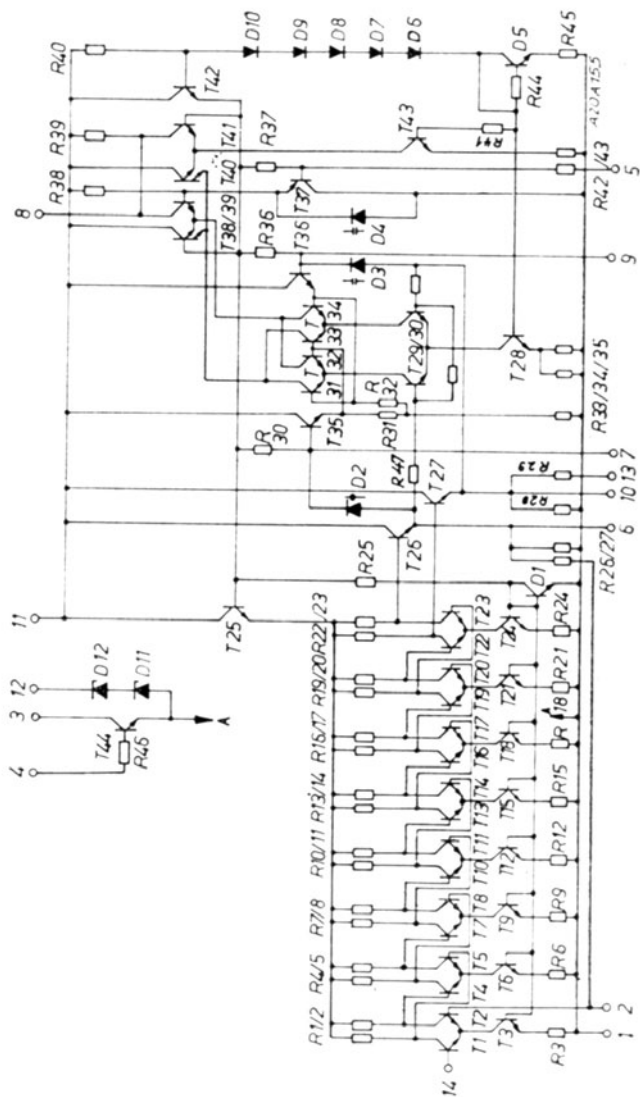 11
3
12
4
8
D12
D11
T44
R46
A
R38
R39
R40
T42
D10
D9
D8
D7
D6
D5
R44
R45
A20A155
T41
T40
T38/39
R37
T43
R41
R42/43
5
T37
T36
R36
D4
D3
9
T
34
33
T
32
31
T29/30
T28
R33/34/35
R
32
R31
T35
R
30
R47
7
T25
D2
T27
T26
R29
R28
13
10
6
R26/27
R25
D1
R1/2
R4/5
R7/8
R10/11
R13/14
R16/17
R19/20
R22/23
14
T1
T2
T4
T5
T7
T8
T10
T11
T13
T14
T16
T17
T19
T20
T22
T23
T3
T6
T9
T12
T15
T18
T21
T24
R3
R6
R9
R12
R15
R
18
A
R21
R24
1
2